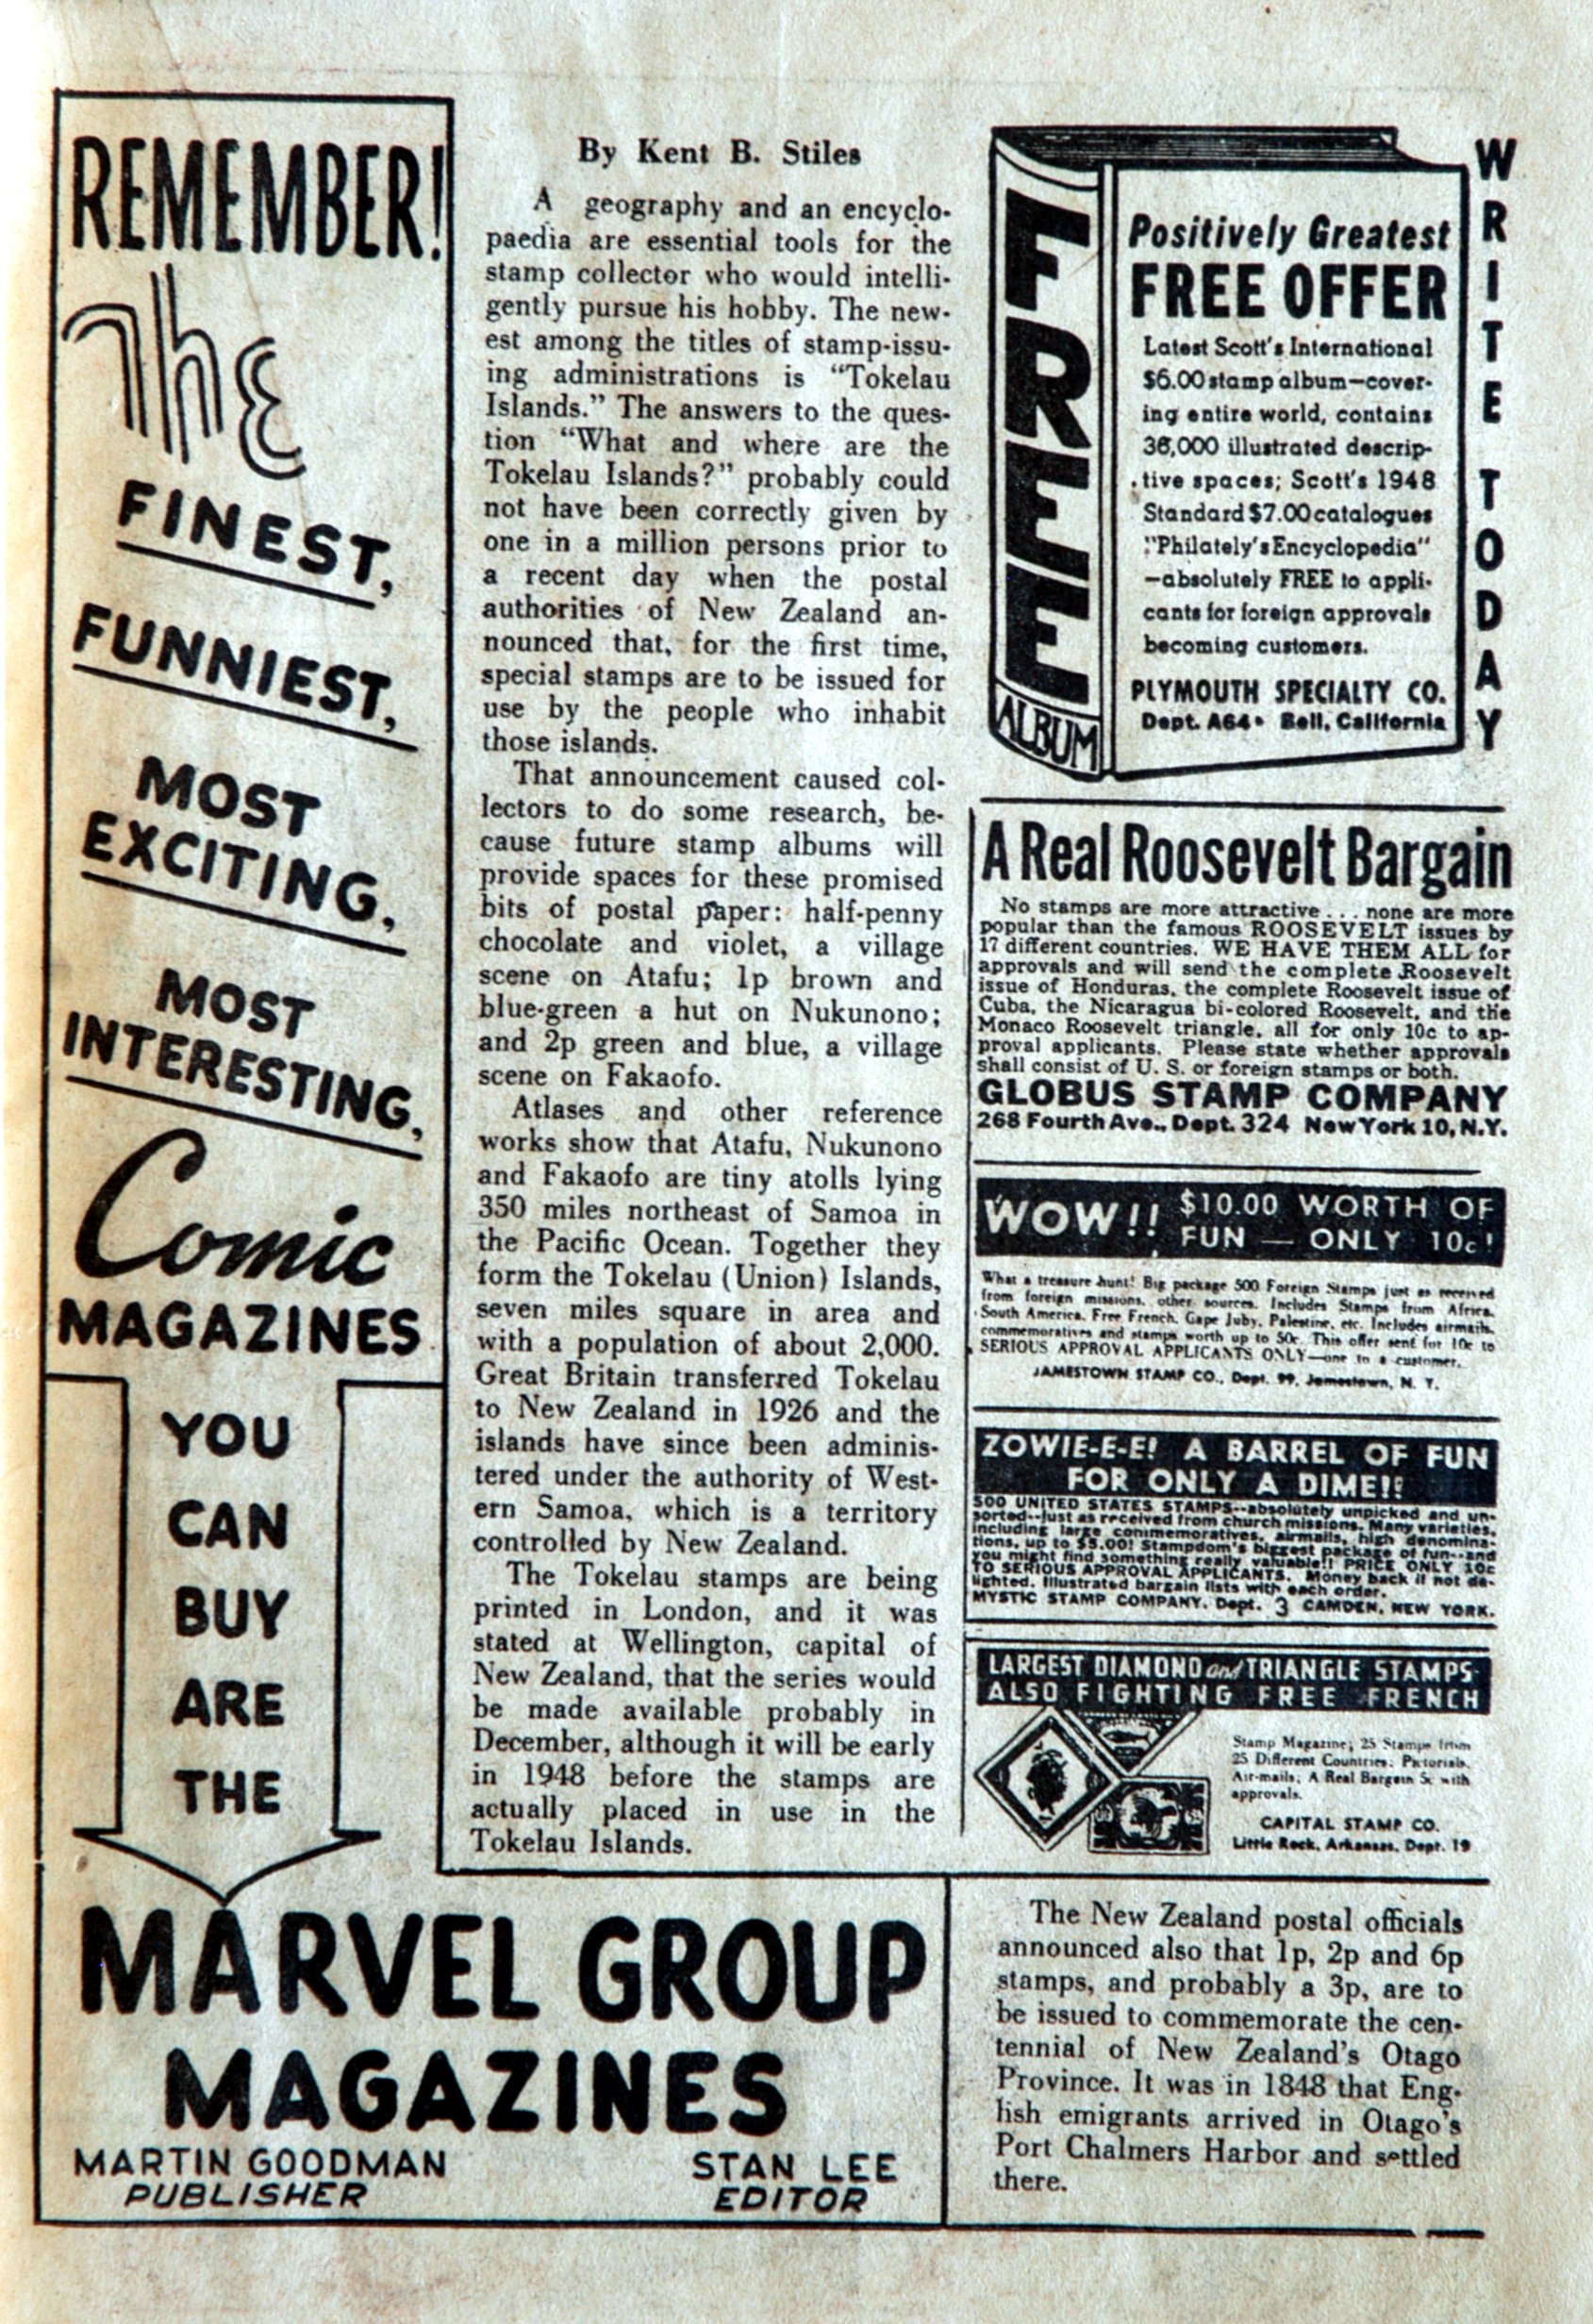 REMEMBER!
The
FINEST,
FUNNIEST,
MOST
EXCITING,
MOST
INTERESTING,
Comic
MAGAZINES
YOU
CAN
BUY
ARE
THE
MARVEL GROUP
MAGAZINES
MARTIN GOODMAN
PUBLISHER
STAN LEE
EDITOR
By Kent B. Stiles
A geography and an encyclo-
paedia are essential tools for the
stamp collector who would intelli-
gently pursue his hobby. The new-
est among the titles of stamp-issu-
ing administrations is "Tokelau
Islands." The answers to the ques-
tion "What and where are the
Tokelau Islands?" probably could
not have been correctly given by
one in a million persons prior to
a recent day when the postal
authorities of New Zealand an-
nounced that, for the first time,
special stamps are to be issued for
use by the people who inhabit
those islands.
That announcement caused col-
lectors to do some research, be-
cause future stamp albums will
provide spaces for these promised
bits of postal paper: half-penny
chocolate and violet, a village
scene on Atafu; 1p brown and
blue-green a hut on Nukunono;
and 2p green and blue, a village
scene on Fakaofo.
Atlases and other reference
works show that Atafu, Nukunono
and Fakaofo are tiny atolls lying
350 miles northeast of Samoa in
the Pacific Ocean. Together they
form the Tokelau (Union) Islands,
seven miles square in area and
with a population of about 2,000.
Great Britain transferred Tokelau
to New Zealand in 1926 and the
islands have since been adminis-
tered under the authority of West-
ern Samoa, which is a territory
controlled by New Zealand.
The Tokelau stamps are being
printed in London, and it was
stated at Wellington, capital of
New Zealand, that the series would
be made available probably in
December, although it will be early
in 1948 before the stamps are
actually placed in use in the
Tokelau Islands.
FREE
ALBUM
Positively Greatest
FREE OFFER
Latest Scott's International
$6.00 stamp album—cover-
ing entire world, contains
36,000 illustrated descrip-
tive spaces; Scott's 1948
Standard $7.00 catalogues
"Philately's Encyclopedia"
—absolutely FREE to appli-
cants for foreign approvals
becoming customers.
PLYMOUTH SPECIALTY CO.
Dept. A64 • Bell, California
WRITE TODAY
A Real Roosevelt Bargain
No stamps are more attractive . . . none are more
popular than the famous ROOSEVELT issues by
17 different countries. WE HAVE THEM ALL for
approvals and will send the complete Roosevelt
issue of Honduras, the complete Roosevelt issue of
Cuba, the Nicaragua bi-colored Roosevelt, and the
Monaco Roosevelt triangle, all for only 10c to ap-
proval applicants. Please state whether approvals
shall consist of U. S. or foreign stamps or both.
GLOBUS STAMP COMPANY
268 Fourth Ave., Dept. 324 New York 10, N.Y.
WOW!! $10.00 WORTH OF
FUN — ONLY 10c!
What a treasure hunt! Big package 500 Foreign Stamps just as received
from foreign missions, other sources. Includes Stamps from Africa,
South America, Free French, Cape Juby, Palestine, etc. Includes airmails,
commemoratives and stamps worth up to 50c. This offer sent for 10c to
SERIOUS APPROVAL APPLICANTS ONLY—one to a customer.
JAMESTOWN STAMP CO., Dept. 99, Jamestown, N. Y.
ZOWIE-E-E! A BARREL OF FUN
FOR ONLY A DIME!!
500 UNITED STATES STAMPS--absolutely unpicked and un-
sorted--just as received from church missions. Many varieties,
including large commemoratives, airmails, high denomina-
tions, up to $5.00! Stampdom's biggest package of fun--and
you might find something really valuable!! PRICE ONLY 10c
TO SERIOUS APPROVAL APPLICANTS. Money back if not de-
lighted. Illustrated bargain lists with each order.
MYSTIC STAMP COMPANY, Dept. 3 CAMDEN, NEW YORK.
LARGEST DIAMOND and TRIANGLE STAMPS
ALSO FIGHTING FREE FRENCH
Stamp Magazine; 25 Stamps from
25 Different Countries; Pictorials,
Air-mails; A Real Bargain 5c with
approvals.
CAPITAL STAMP CO.
Little Rock, Arkansas, Dept. 19
The New Zealand postal officials
announced also that 1p, 2p and 6p
stamps, and probably a 3p, are to
be issued to commemorate the cen-
tennial of New Zealand's Otago
Province. It was in 1848 that Eng-
lish emigrants arrived in Otago's
Port Chalmers Harbor and settled
there.